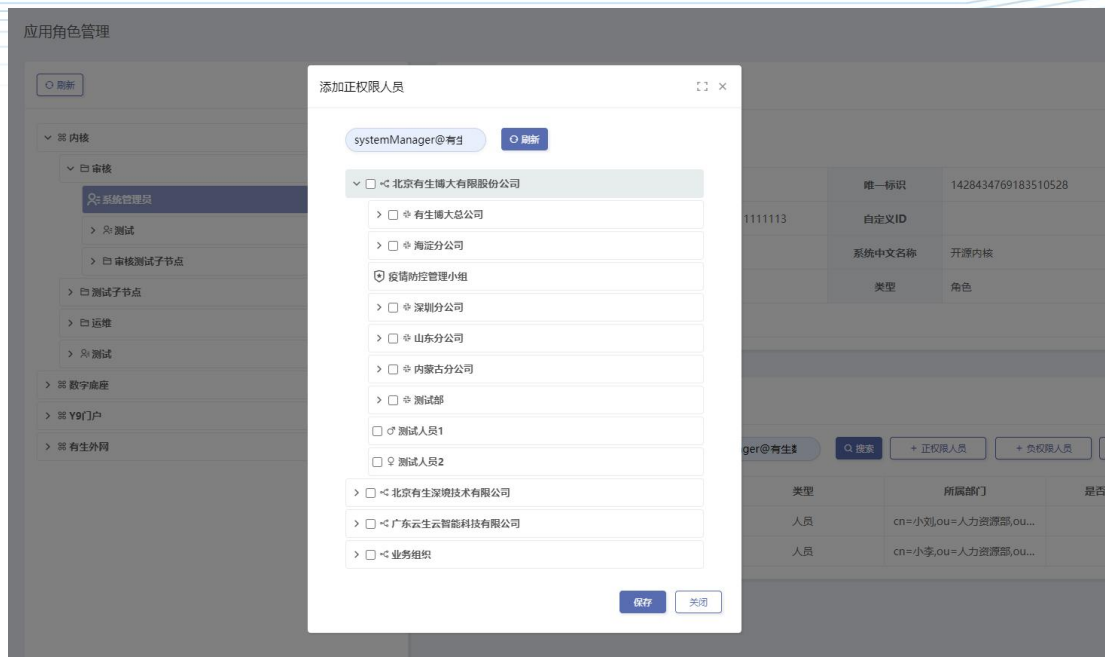 应用角色管理
刷新
内核
审核
系统管理员
测试
审核测试子节点
测试子节点
运维
测试
数字底座
Y9门户
有生外网
添加正权限人员
systemManager@有生
刷新
北京有生博大有限股份公司
有生博大总公司
海淀分公司
疫情防控管理小组
深圳分公司
山东分公司
内蒙古分公司
测试部
测试人员1
测试人员2
北京有生深境技术有限公司
广东云生云智能科技有限公司
业务组织
保存 关闭
唯一标识 1428434769183510528
1111113 自定义ID
系统中文名称 开源内核
类型 角色
ger@有生 搜索 + 正权限人员 + 负权限人员
类型 所属部门 是否
人员 cn=小刘,ou=人力资源部,ou...
人员 cn=小李,ou=人力资源部,ou...